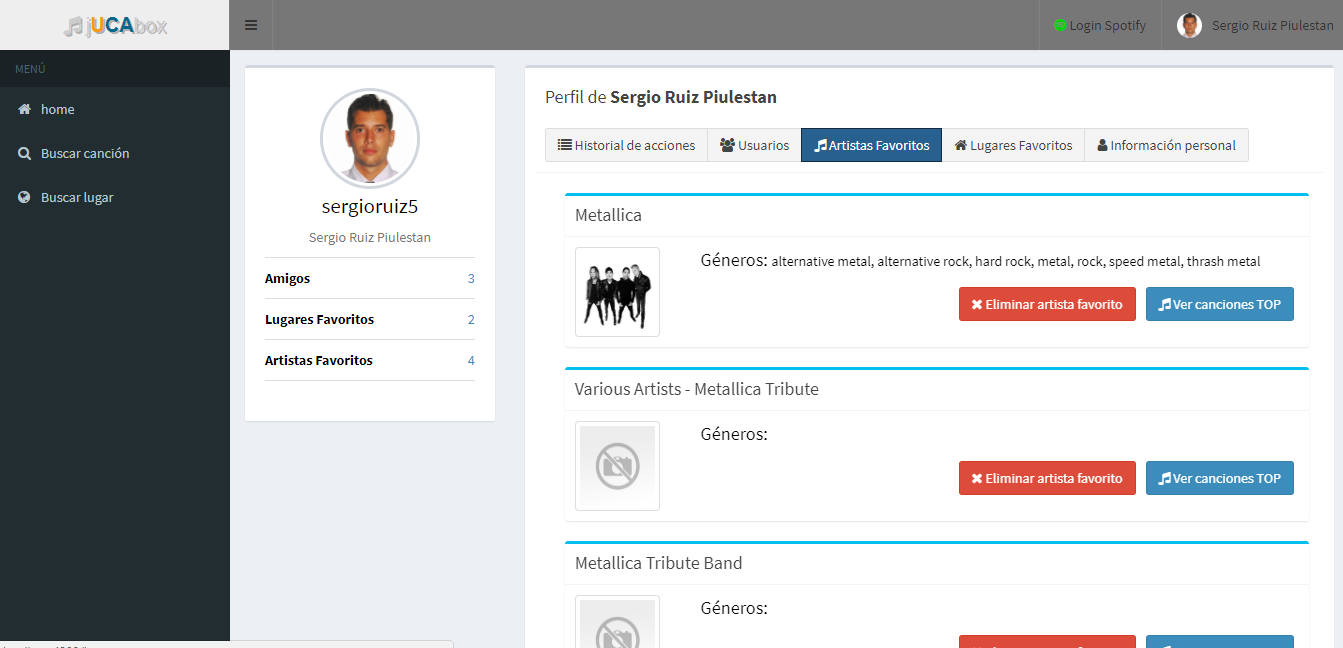 jUCAbox
Login Spotify
Sergio Ruiz Piulestan
MENÚ
home
Buscar canción
Buscar lugar
sergioruiz5
Sergio Ruiz Piulestan
Amigos 3
Lugares Favoritos 2
Artistas Favoritos 4
Perfil de Sergio Ruiz Piulestan
Historial de acciones
Usuarios
Artistas Favoritos
Lugares Favoritos
Información personal
Metallica
Géneros: alternative metal, alternative rock, hard rock, metal, rock, speed metal, thrash metal
Eliminar artista favorito
Ver canciones TOP
Various Artists - Metallica Tribute
Géneros:
Eliminar artista favorito
Ver canciones TOP
Metallica Tribute Band
Géneros: